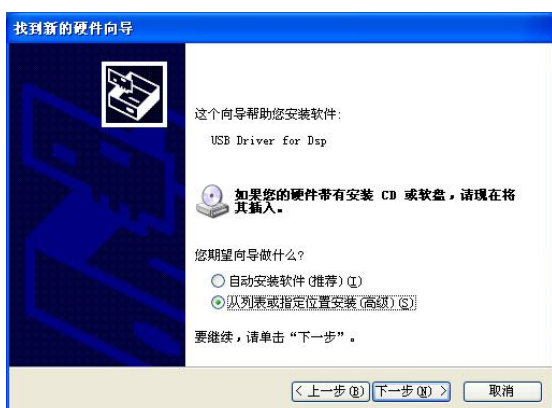 找到新的硬件向导
这个向导帮助您安装软件:
USB Driver for Dsp
如果您的硬件带有安装 CD 或软盘，请现在将
其插入。
您期望向导做什么?
自动安装软件(推荐)(I)
从列表或指定位置安装(高级)(S)
要继续，请单击“下一步”。
< 上一步(B) 下一步(N) > 取消